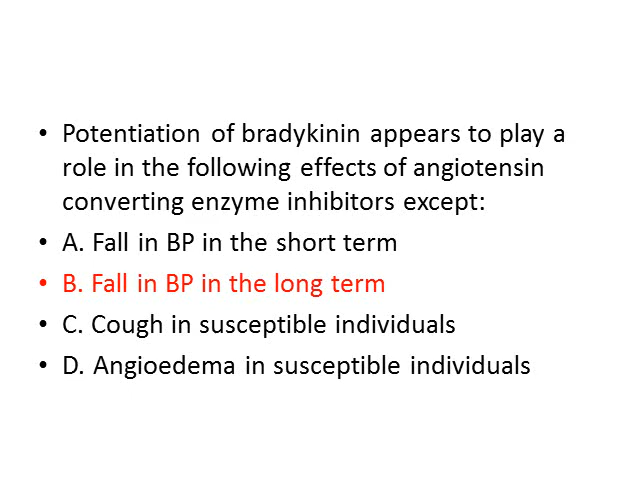 • Potentiation of bradykinin appears to play a
role in the following effects of angiotensin
converting enzyme inhibitors except:
• A. Fall in BP in the short term
• B. Fall in BP in the long term
• C. Cough in susceptible individuals
• D. Angioedema in susceptible individuals